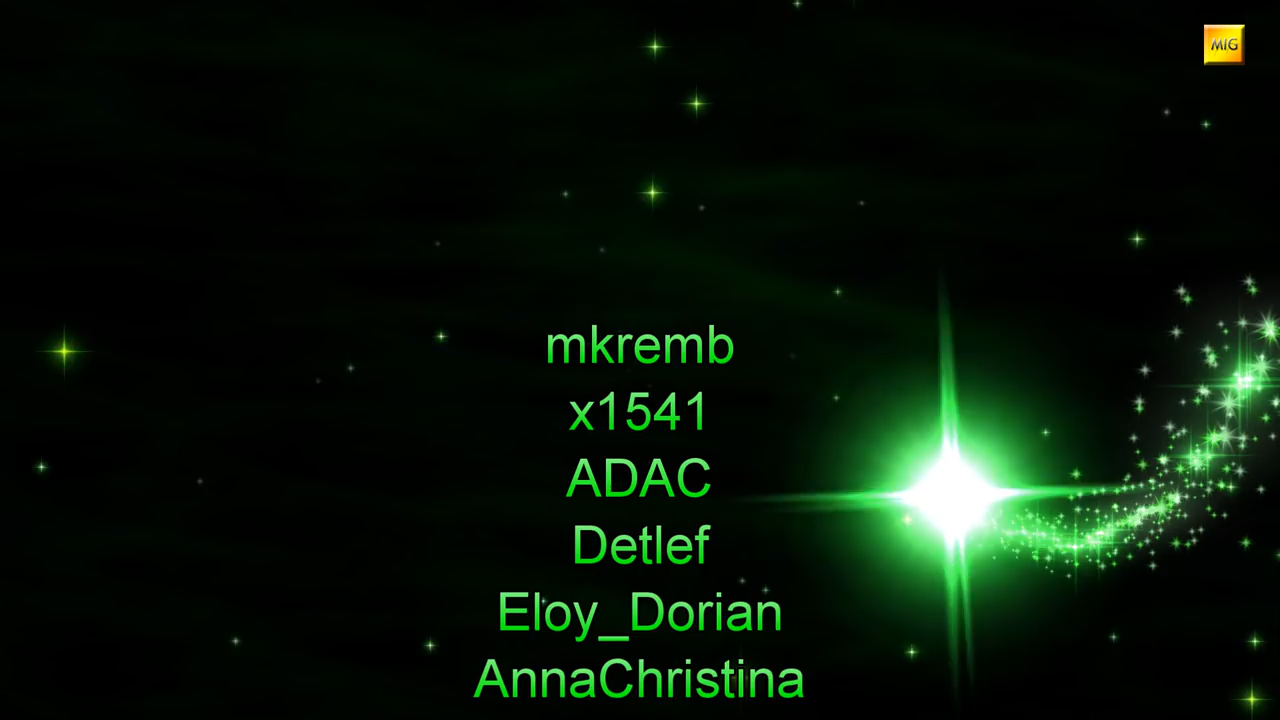 MiG
mkremb
x1541
ADAC
Detlef
Eloy_Dorian
AnnaChristina